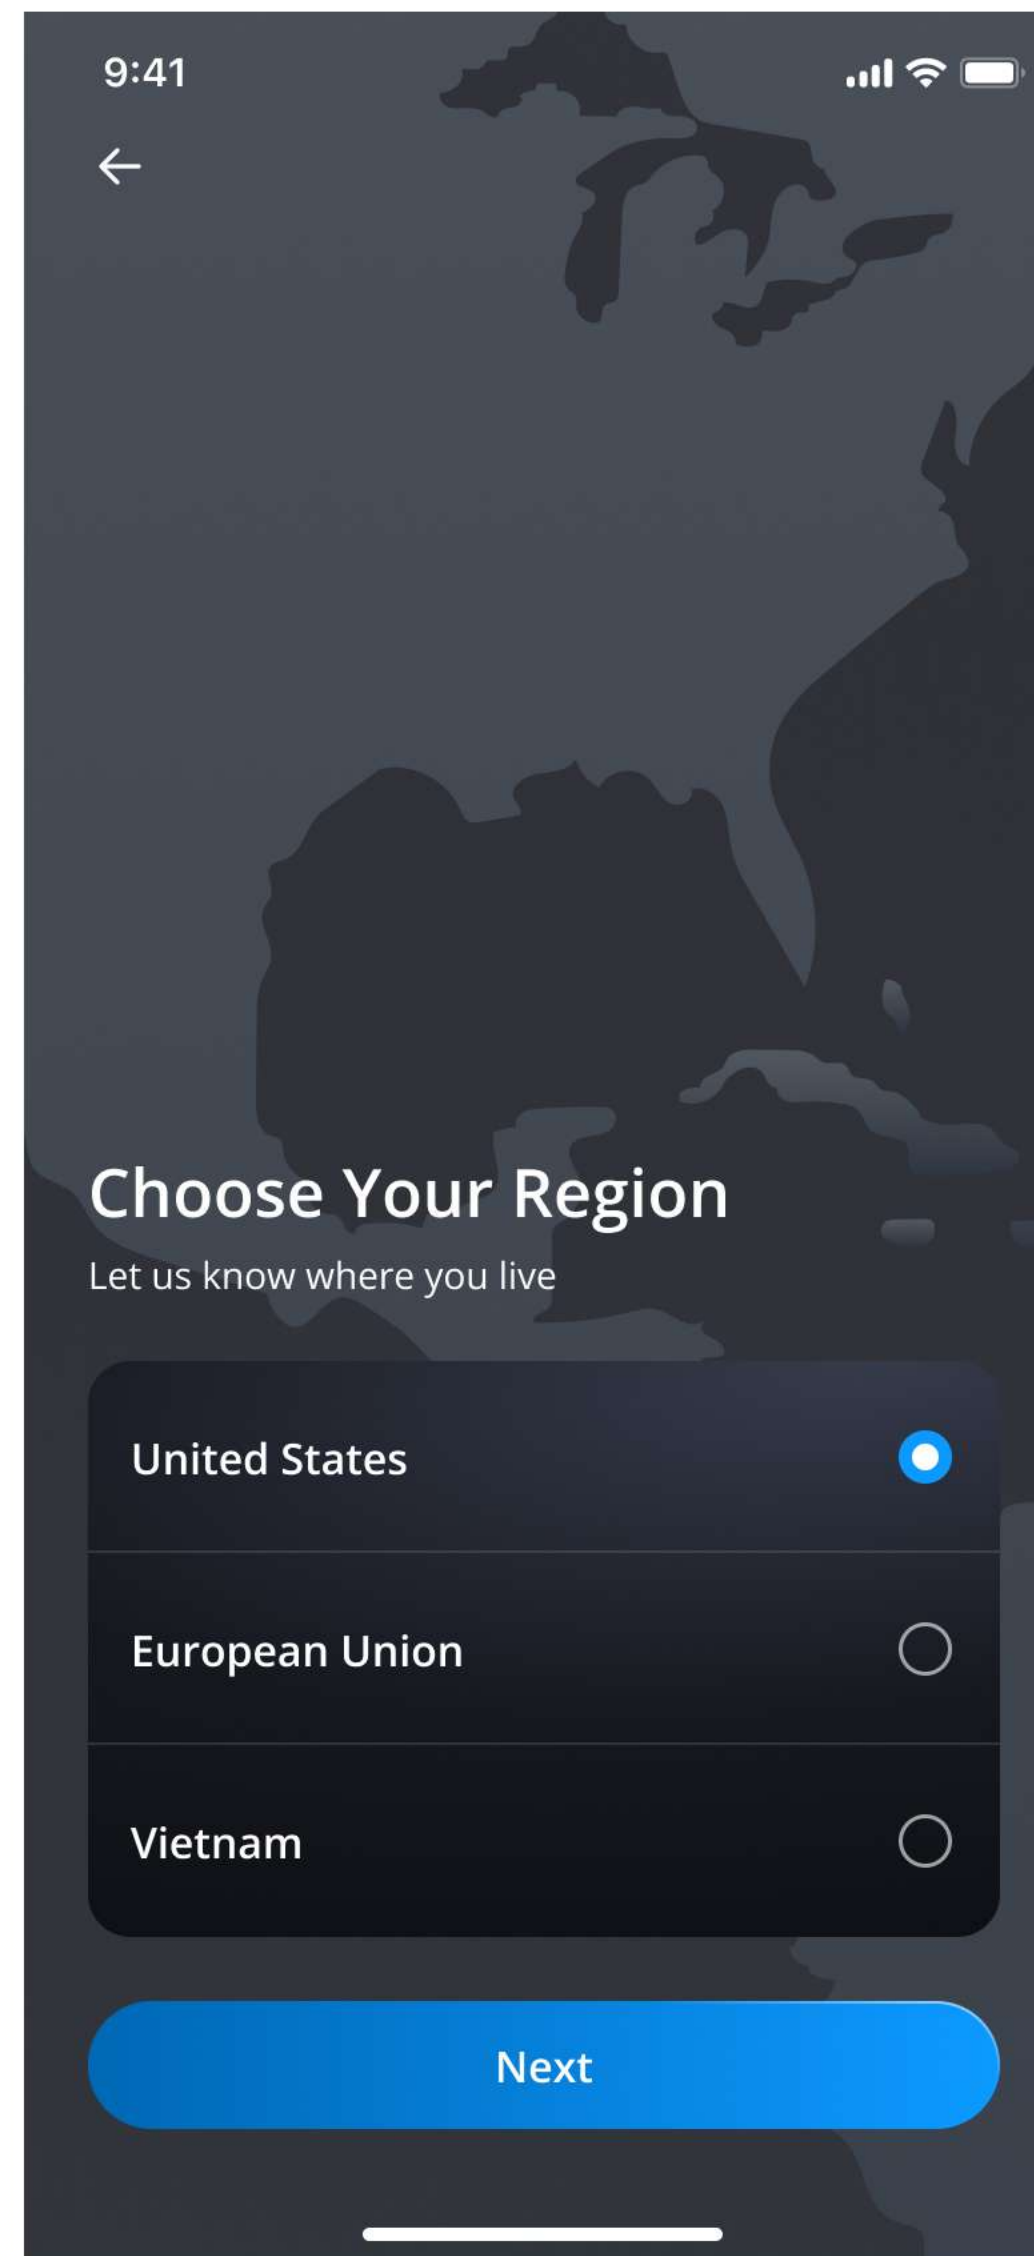 9:41
Choose Your Region
Let us know where you live
United States
European Union
Vietnam
Next